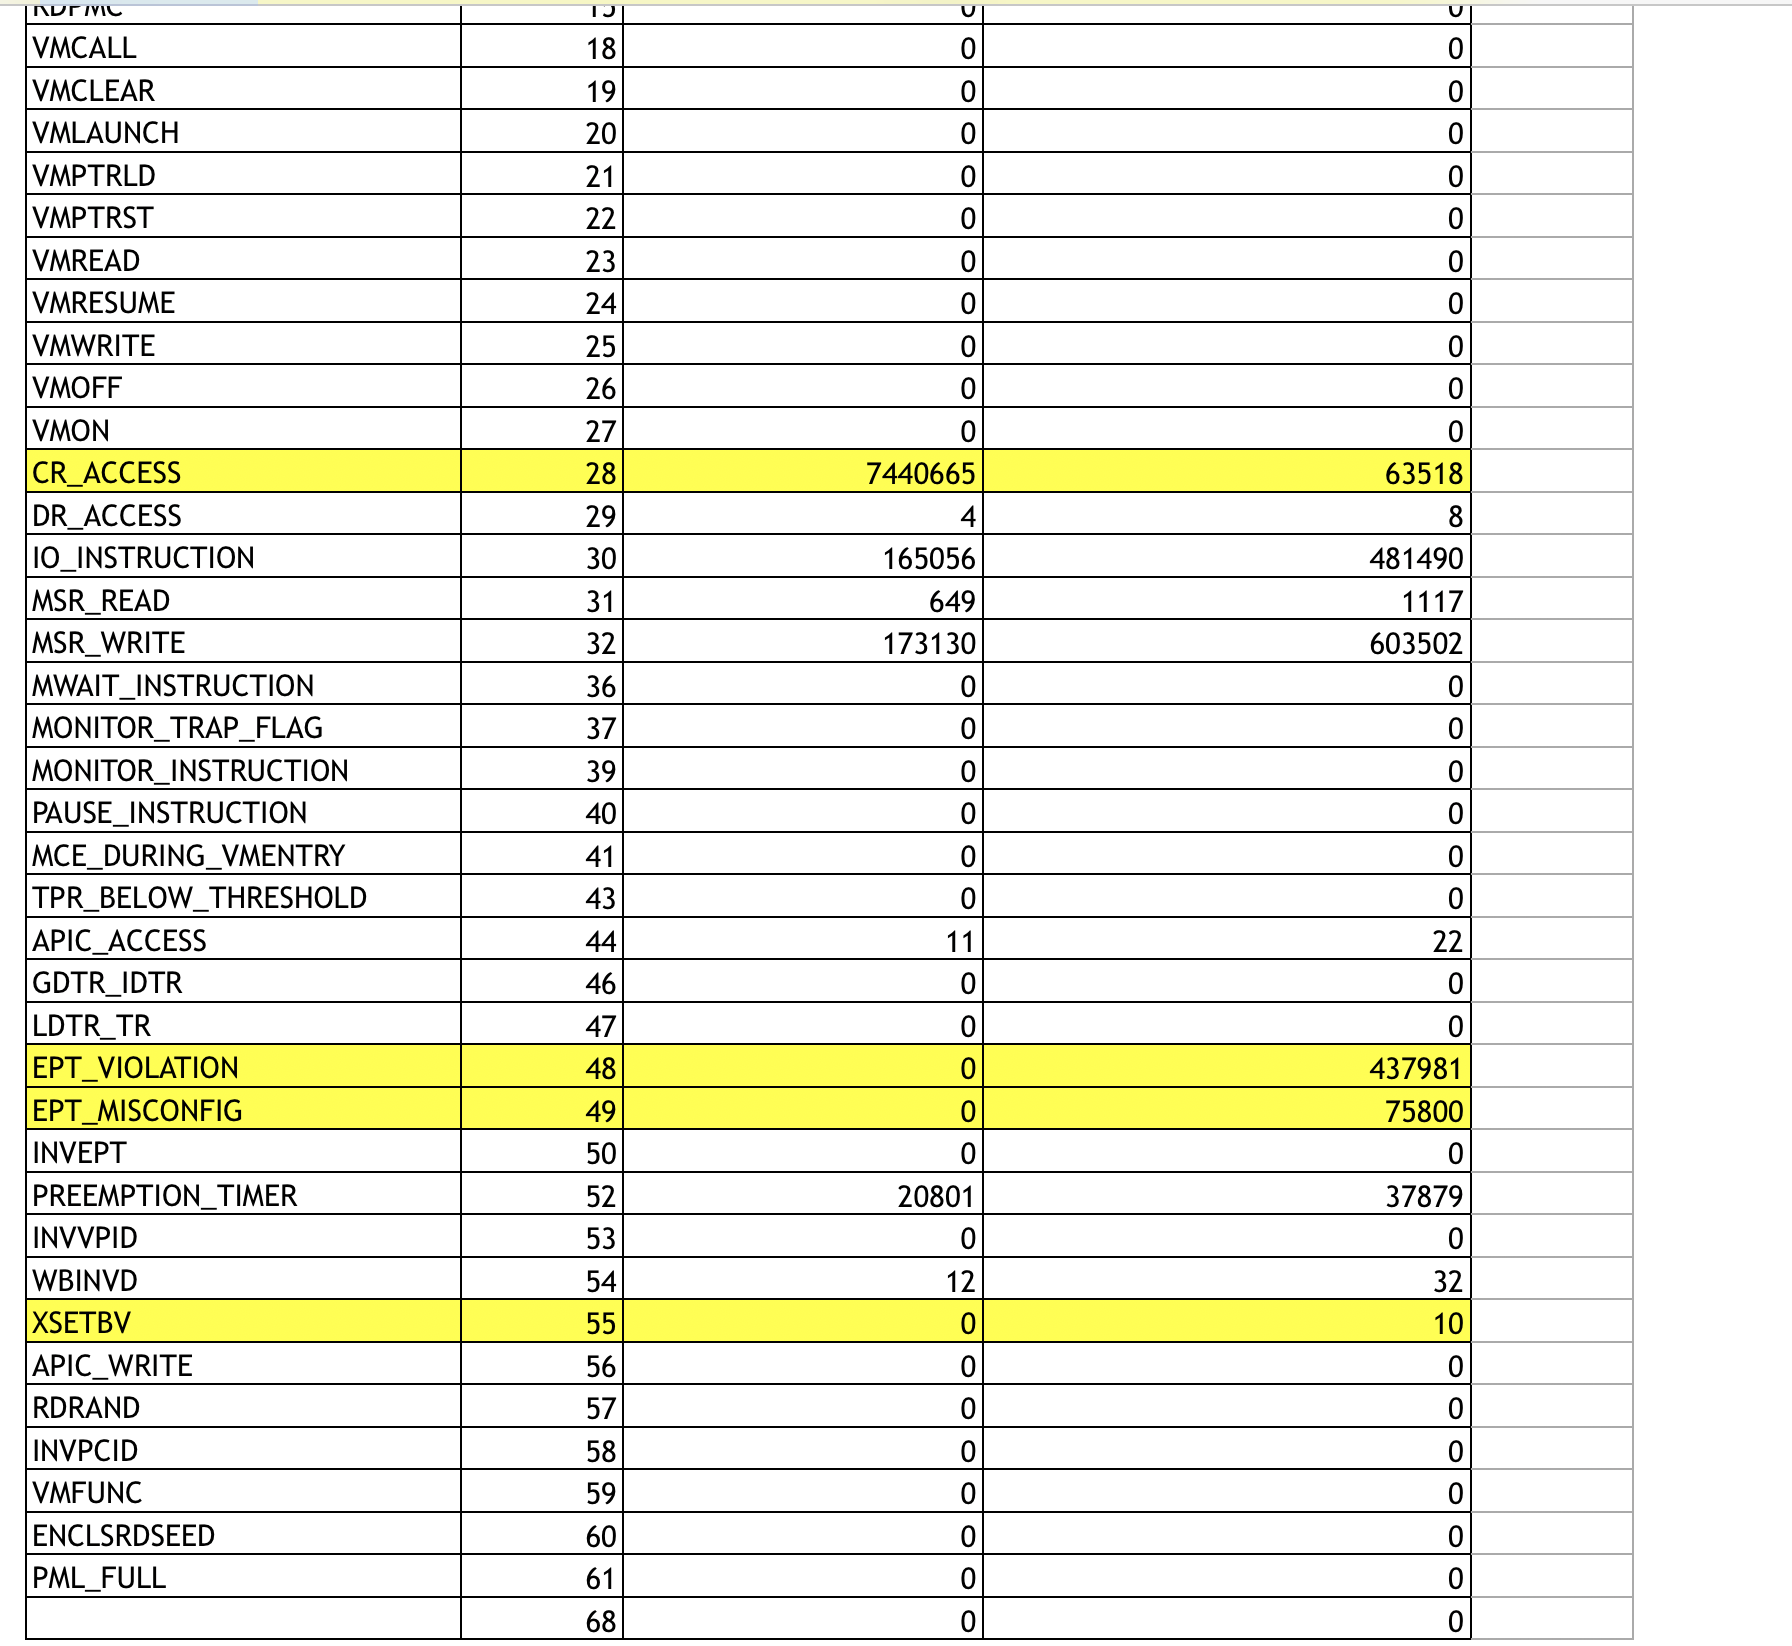 RDPMC 15 0 0
VMCALL 18 0 0
VMCLEAR 19 0 0
VMLAUNCH 20 0 0
VMPTRLD 21 0 0
VMPTRST 22 0 0
VMREAD 23 0 0
VMRESUME 24 0 0
VMWRITE 25 0 0
VMOFF 26 0 0
VMON 27 0 0
CR_ACCESS 28 7440665 63518
DR_ACCESS 29 4 8
IO_INSTRUCTION 30 165056 481490
MSR_READ 31 649 1117
MSR_WRITE 32 173130 603502
MWAIT_INSTRUCTION 36 0 0
MONITOR_TRAP_FLAG 37 0 0
MONITOR_INSTRUCTION 39 0 0
PAUSE_INSTRUCTION 40 0 0
MCE_DURING_VMENTRY 41 0 0
TPR_BELOW_THRESHOLD 43 0 0
APIC_ACCESS 44 11 22
GDTR_IDTR 46 0 0
LDTR_TR 47 0 0
EPT_VIOLATION 48 0 437981
EPT_MISCONFIG 49 0 75800
INVEPT 50 0 0
PREEMPTION_TIMER 52 20801 37879
INVVPID 53 0 0
WBINVD 54 12 32
XSETBV 55 0 10
APIC_WRITE 56 0 0
RDRAND 57 0 0
INVPCID 58 0 0
VMFUNC 59 0 0
ENCLSRDSEED 60 0 0
PML_FULL 61 0 0
68 0 0